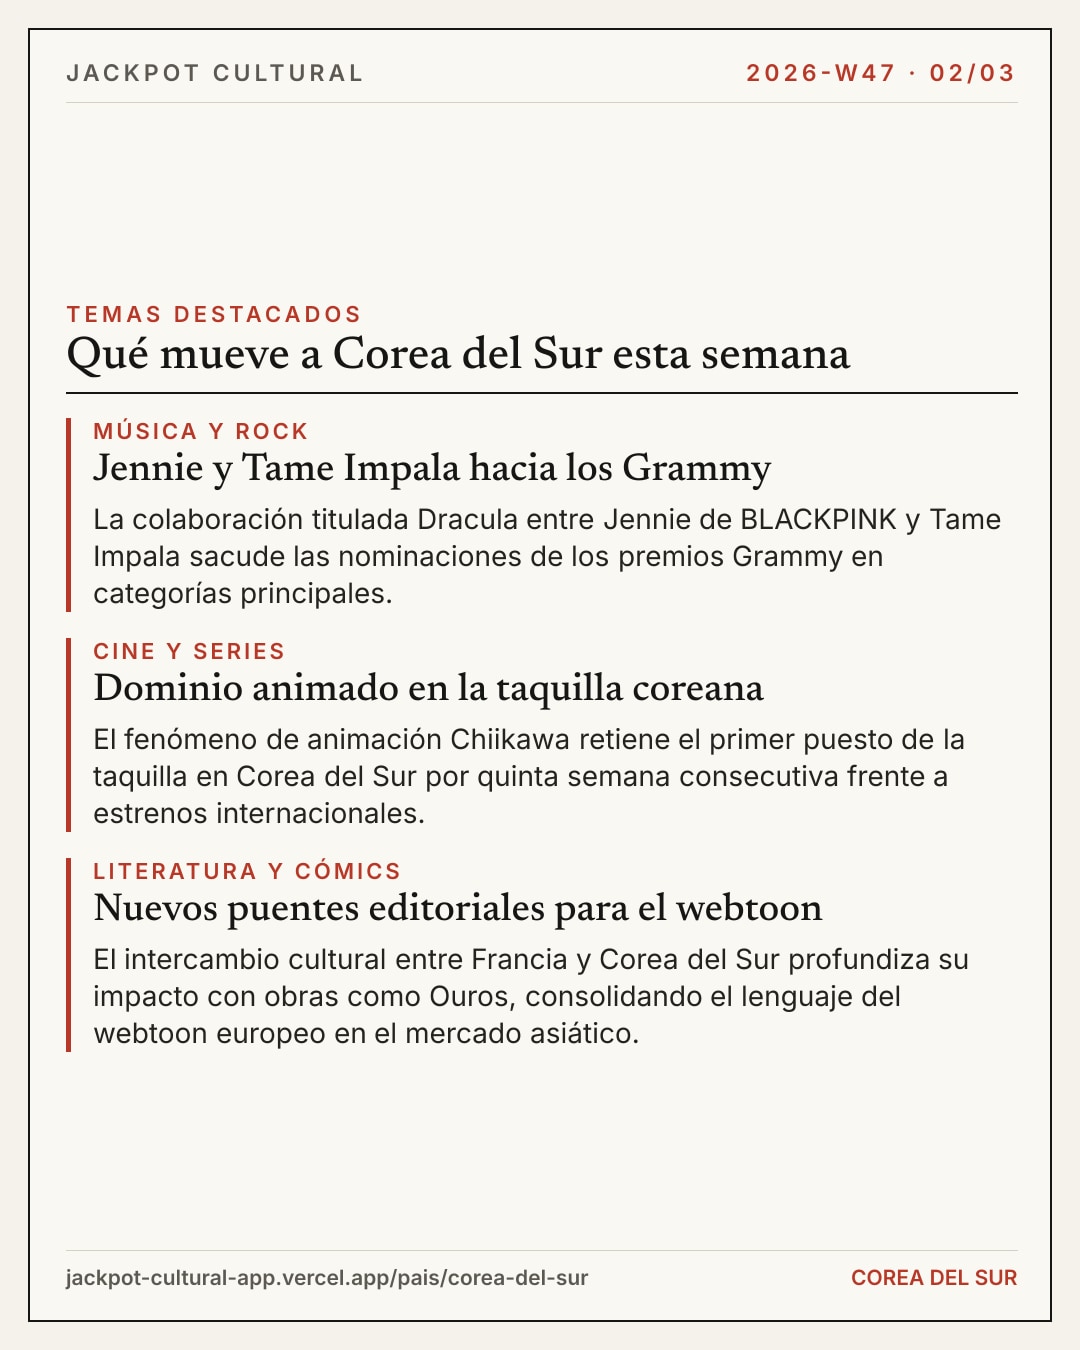 JACKPOT CULTURAL
2026-W47 · 02/03
TEMAS DESTACADOS
Qué mueve a Corea del Sur esta semana
MÚSICA Y ROCK
Jennie y Tame Impala hacia los Grammy
La colaboración titulada Dracula entre Jennie de BLACKPINK y Tame
Impala sacude las nominaciones de los premios Grammy en
categorías principales.
CINE Y SERIES
Dominio animado en la taquilla coreana
El fenómeno de animación Chiikawa retiene el primer puesto de la
taquilla en Corea del Sur por quinta semana consecutiva frente a
estrenos internacionales.
LITERATURA Y CÓMICS
Nuevos puentes editoriales para el webtoon
El intercambio cultural entre Francia y Corea del Sur profundiza su
impacto con obras como Ouros, consolidando el lenguaje del
webtoon europeo en el mercado asiático.
jackpot-cultural-app.vercel.app/pais/corea-del-sur
COREA DEL SUR